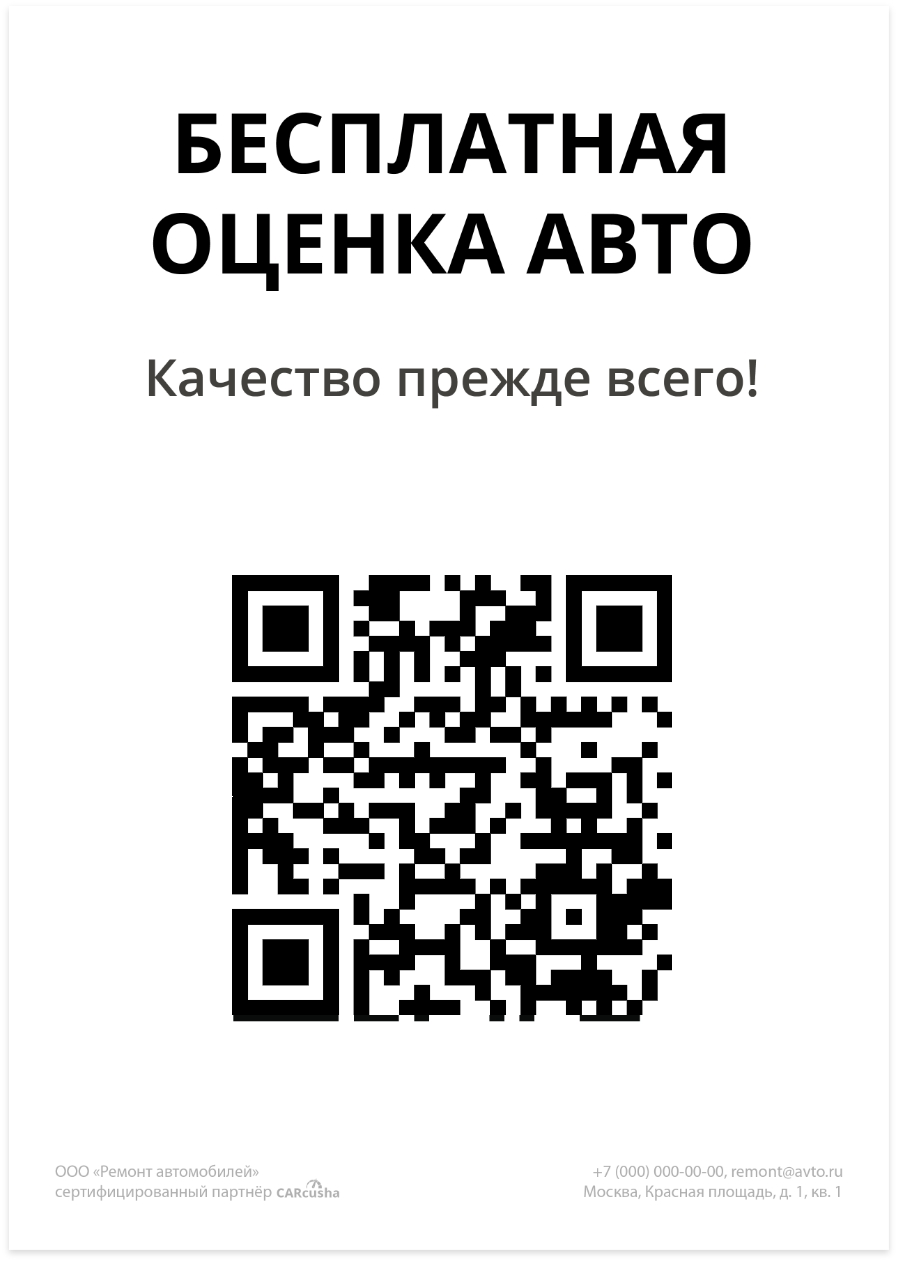 БЕСПЛАТНАЯ
ОЦЕНКА АВТО
Качество прежде всего!
ООО «Ремонт автомобилей»
сертифицированный партнёр CARcusha
+7 (000) 000-00-00, remont@avto.ru
Москва, Красная площадь, д. 1, кв. 1